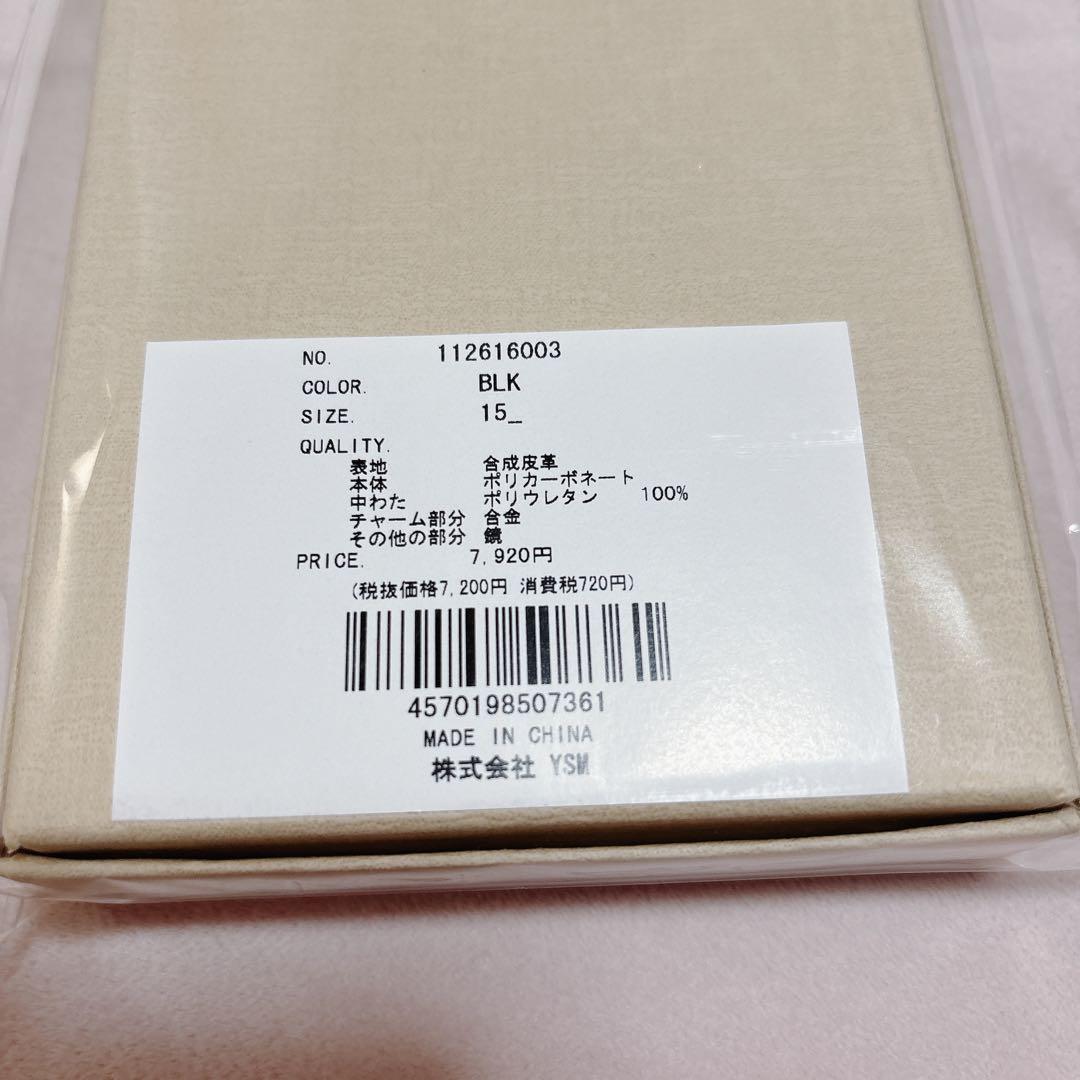 NO. 112616003
COLOR. BLK
SIZE. 15_
QUALITY.
表地 合成皮革
本体 ポリカーボネート
中わた ポリウレタン 100%
チャーム部分 合金
その他の部分 鏡
PRICE. 7,920円
(税抜価格7,200円 消費税720円)
4570198507361
MADE IN CHINA
株式会社 YSM